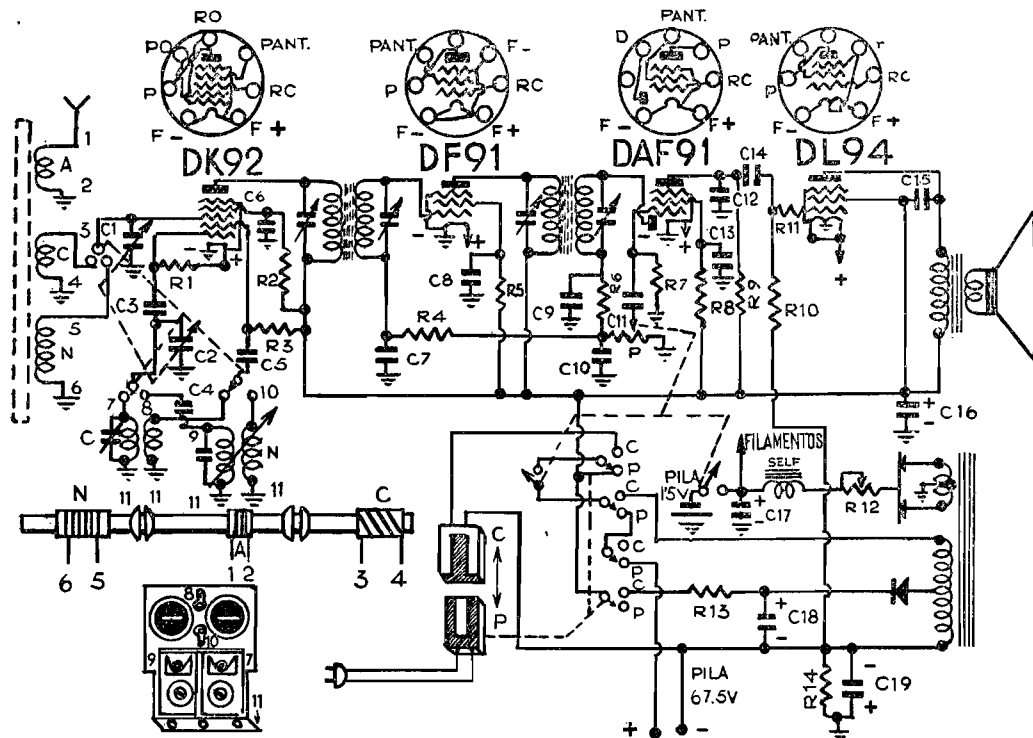 RO
PO
PANT.
P
RC
F-
F+
DK92
PANT.
F-
P
RC
F-
F+
DF91
D
P
PANT.
RC
F-
F+
DAF91
PANT.
P
RC
F-
F+
DL94
1
A
2
3
C
4
5
N
6
C1
C6
R1
R2
C3
C2
R3
C5
C4
7
8
9
10
C
N
11
11
11
11
C8
R5
R4
C7
C9
R6
C11
P
C10
R7
C12
C13
C14
R8
R9
R10
R11
C15
C16
+
-
C
P
C
P
C
P
C
P
PILA
1'5V
FILAMENTOS
SELF
C17
+
-
R12
R13
C18
+
-
R14
C19
-
+
PILA
67.5V
+
-
N
A
C
6
5
1
2
3
4
C
P
8
10
9
7
11